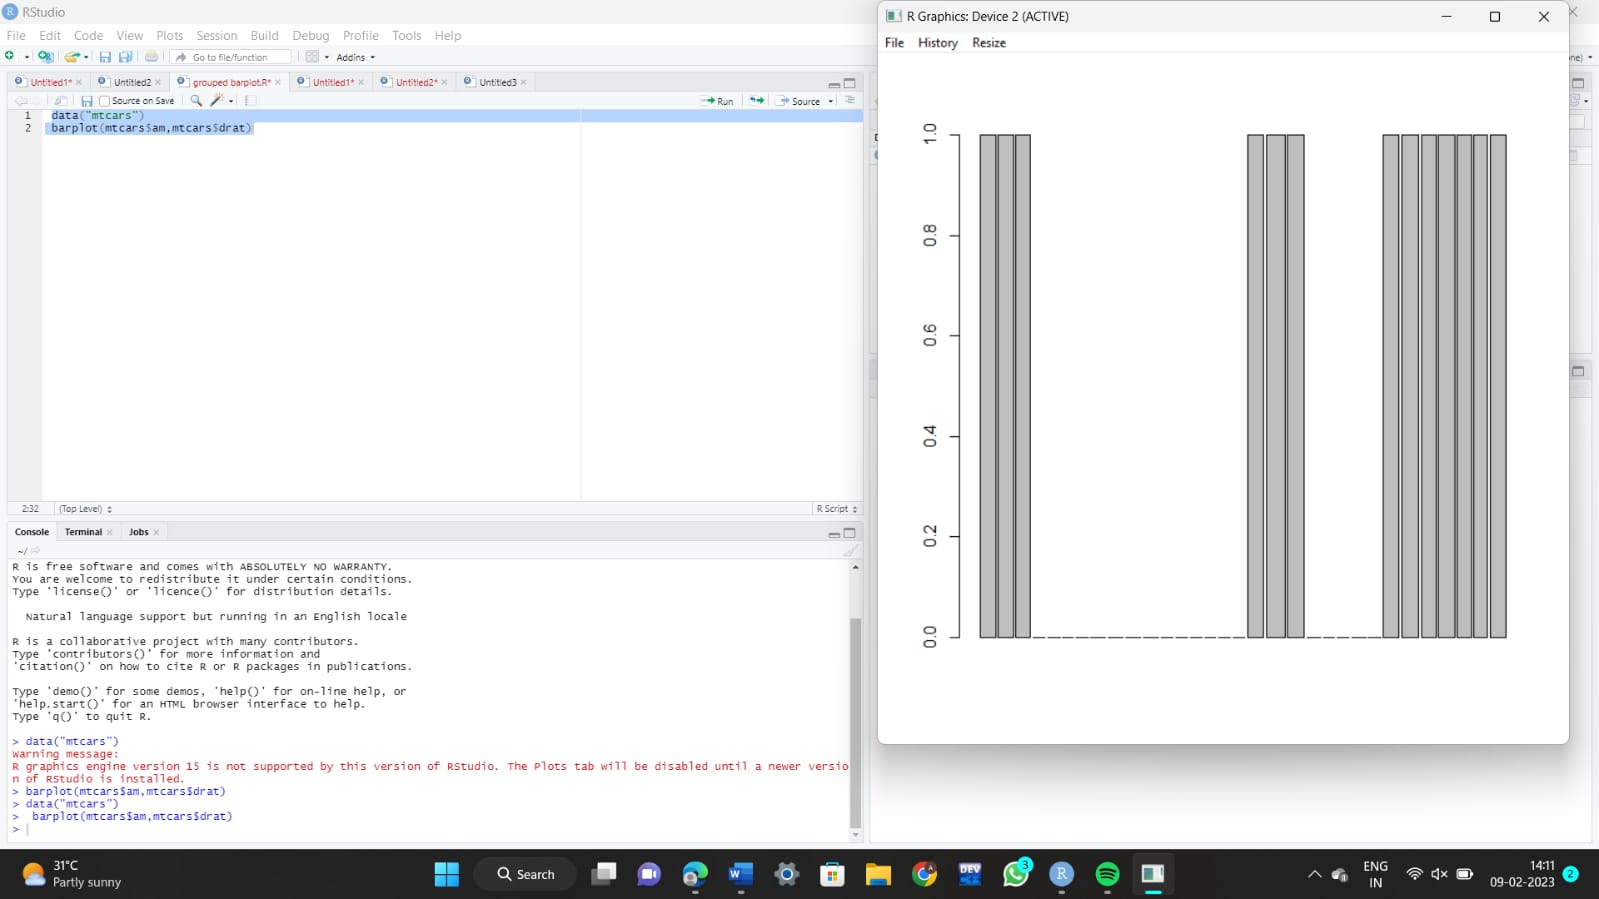 RStudio
File Edit Code View Plots Session Build Debug Profile Tools Help
Go to file/function
Addins
Untitled1* Untitled2 grouped barplot.R* Untitled1* Untitled2* Untitled3
Source on Save Run Source
1 data("mtcars")
2 barplot(mtcars$am,mtcars$drat)
2:32 (Top Level) R Script
Console Terminal Jobs
~/
R is free software and comes with ABSOLUTELY NO WARRANTY.
You are welcome to redistribute it under certain conditions.
Type 'license()' or 'licence()' for distribution details.
Natural language support but running in an English locale
R is a collaborative project with many contributors.
Type 'contributors()' for more information and
'citation()' on how to cite R or R packages in publications.
Type 'demo()' for some demos, 'help()' for on-line help, or
'help.start()' for an HTML browser interface to help.
Type 'q()' to quit R.
> data("mtcars")
Warning message:
R graphics engine version 15 is not supported by this version of RStudio. The Plots tab will be disabled until a newer versio
n of RStudio is installed.
> barplot(mtcars$am,mtcars$drat)
> data("mtcars")
> barplot(mtcars$am,mtcars$drat)
>
R Graphics: Device 2 (ACTIVE)
File History Resize
1.0
0.8
0.6
0.4
0.2
0.0
31°C
Partly sunny
Search
DEV
3
R
ENG
IN
14:11
09-02-2023
2